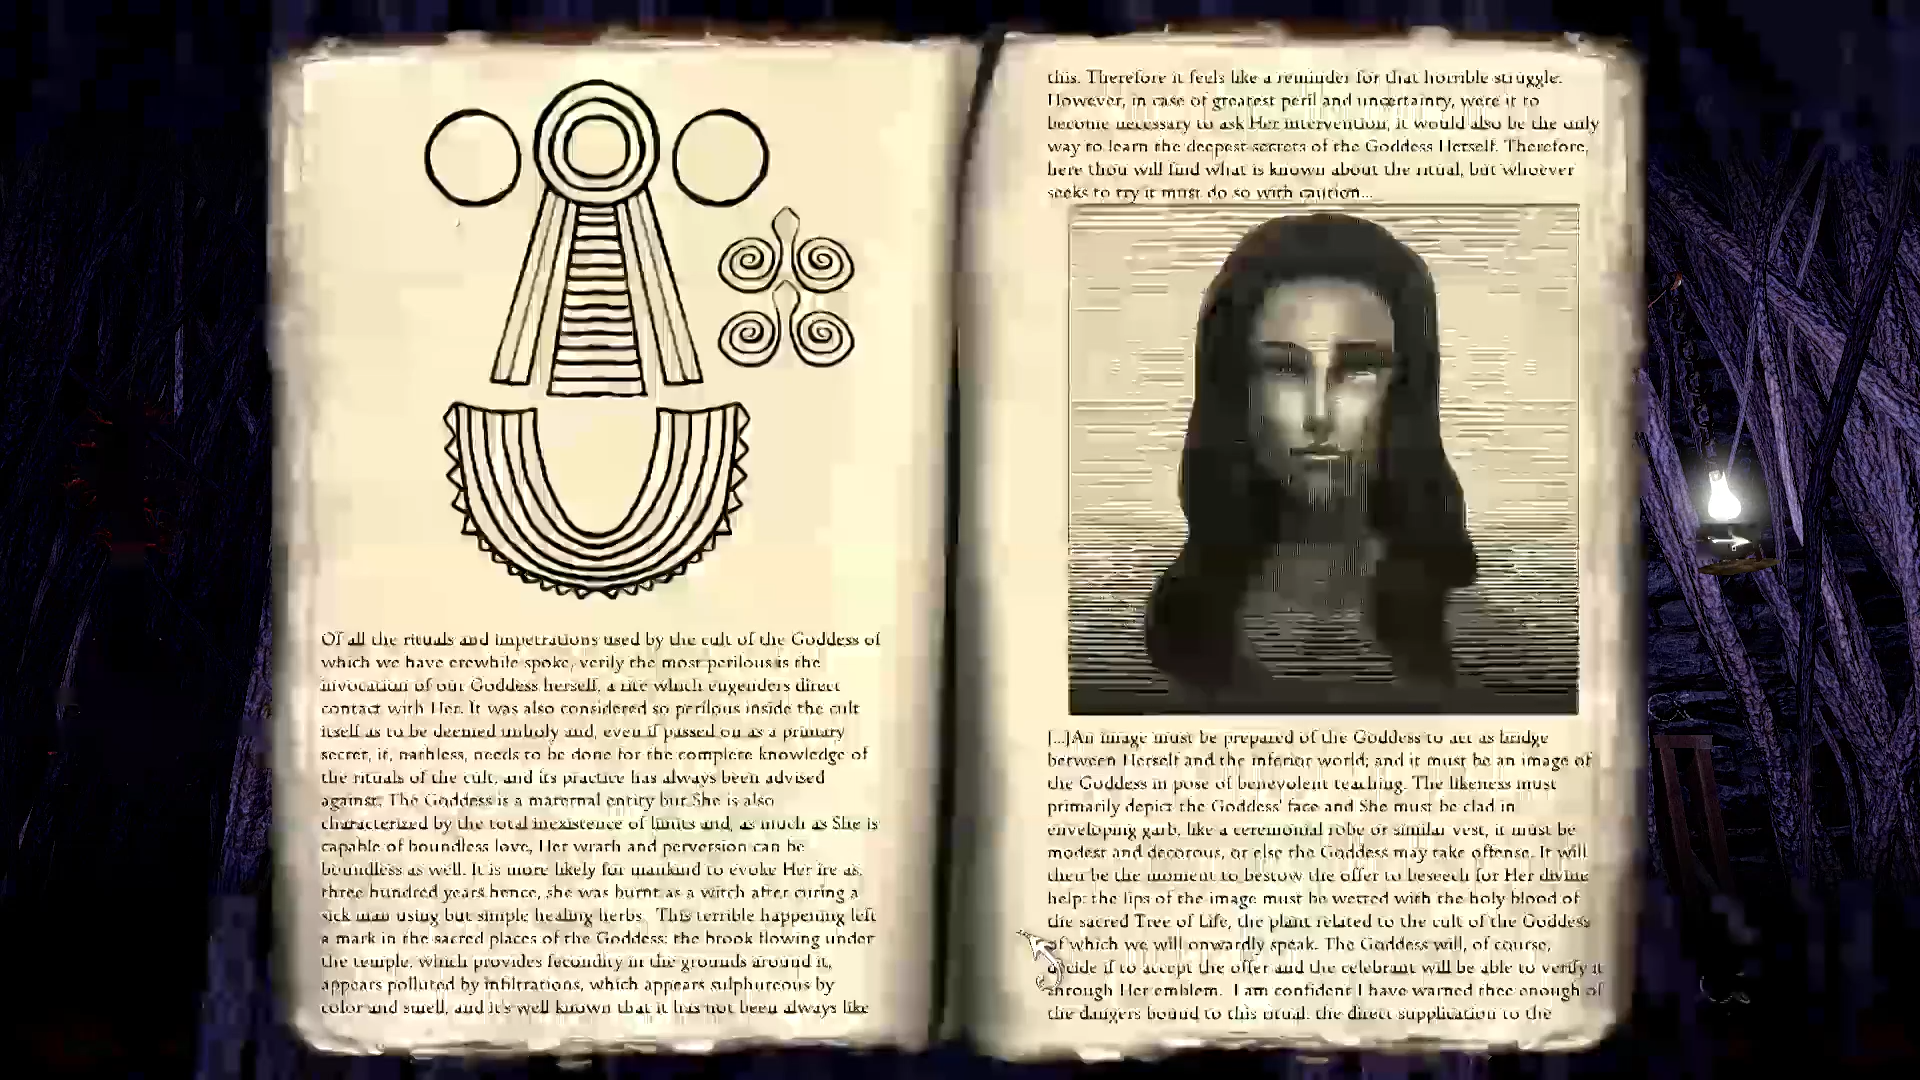 Of all the rituals and impetrations used by the cult of the Goddess of
which we have erewhile spoke, verily the most perilous is the
invocation of our Goddess herself, a rite which engenders direct
contact with Her. It was also considered so perilous inside the cult
itself as to be deemed unholy and, even if passed on as a primary
secret, it, nathless, needs to be done for the complete knowledge of
the rituals of the cult, and its practice has always been advised
against. The Goddess is a maternal entity but She is also
characterized by the total inexistence of limits and, as much as She is
capable of boundless love, Her wrath and perversion can be
boundless as well. It is more likely for mankind to evoke Her ire as,
three hundred years hence, she was burnt as a witch after curing a
sick man using but simple healing herbs. This terrible happening left
a mark in the sacred places of the Goddess: the brook flowing under
the temple, which provides fecondity in the grounds around it,
appears polluted by infiltrations, which appears sulphureous by
color and smell, and it's well known that it has not been always like
this. Therefore it feels like a reminder for that horrible struggle.
However, in case of greatest peril and uncertainty, were it to
become necessary to ask Her intervention, it would also be the only
way to learn the deepest secrets of the Goddess Herself. Therefore,
here thou will find what is known about the ritual, but whoever
seeks to try it must do so with caution...
[...]An image must be prepared of the Goddess to act as bridge
between Herself and the inferior world; and it must be an image of
the Goddess in pose of benevolent teaching. The likeness must
primarily depict the Goddess' face and She must be clad in
enveloping garb, like a ceremonial robe or similar vest, it must be
modest and decorous, or else the Goddess may take offense. It will
then be the moment to bestow the offer to beseech for Her divine
help: the lips of the image must be wetted with the holy blood of
the sacred Tree of Life, the plant related to the cult of the Goddess
of which we will onwardly speak. The Goddess will, of course,
decide if to accept the offer and the celebrant will be able to verify it
through Her emblem. I am confident I have warned thee enough of
the dangers bound to this ritual: the direct supplication to the